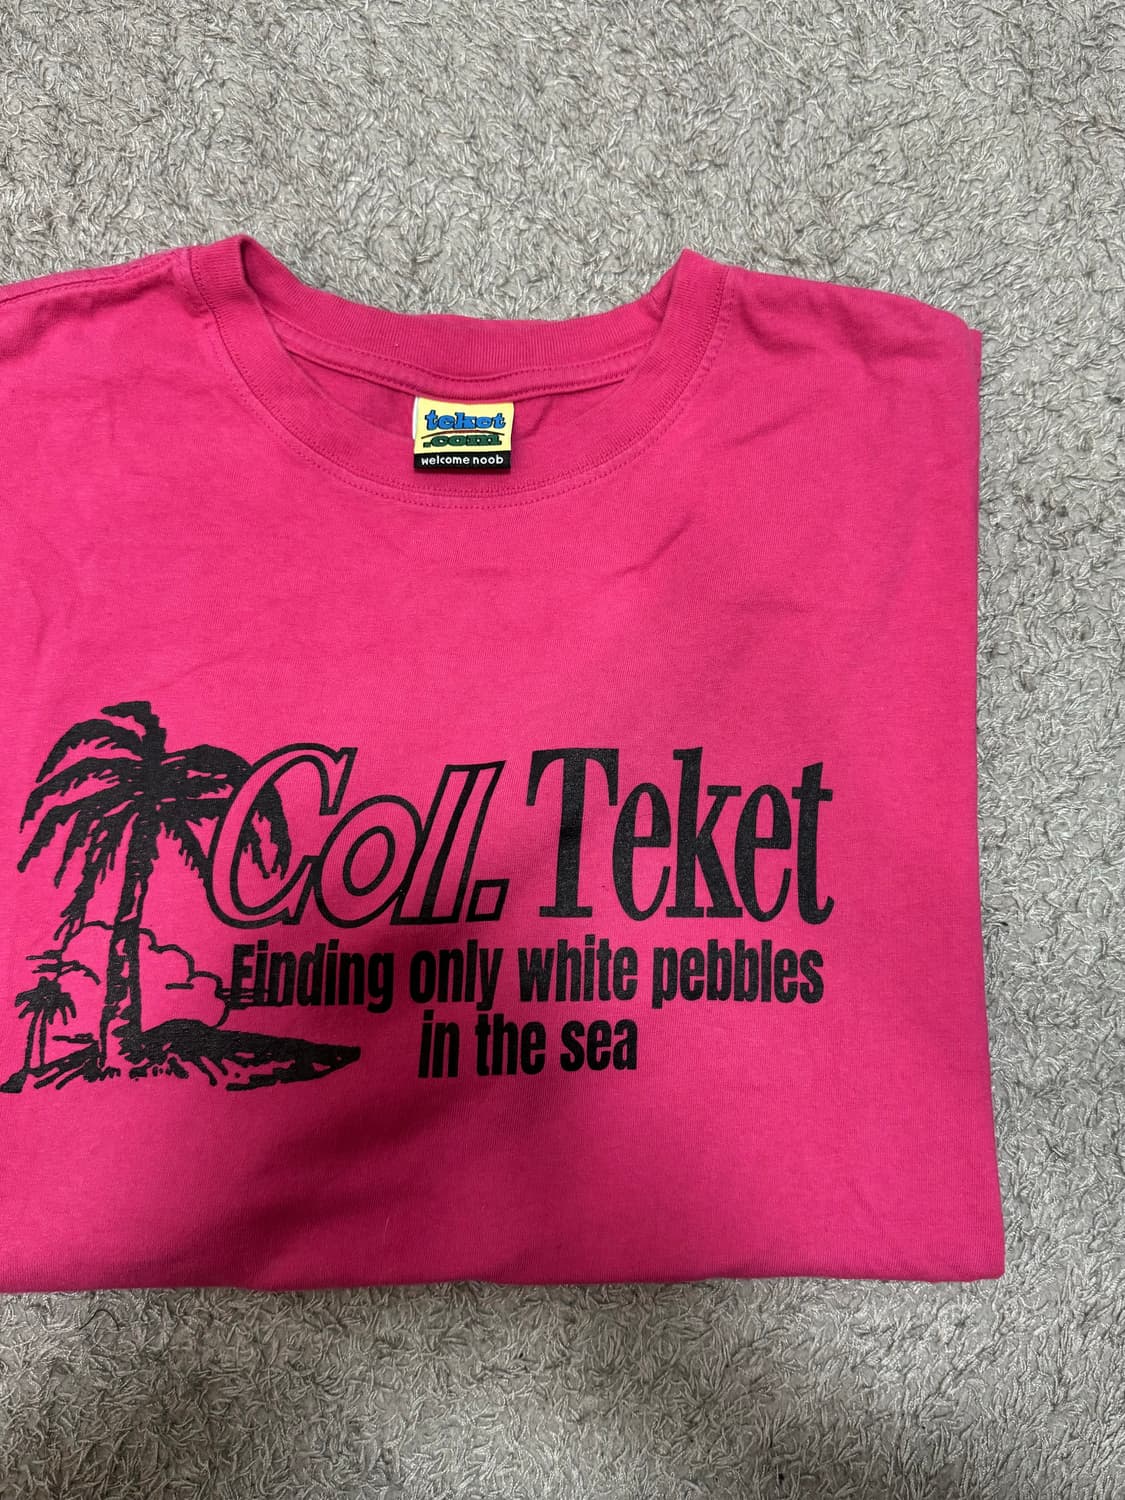 teket
.com
welcome noob
Col. Teket
Finding only white pebbles
in the sea